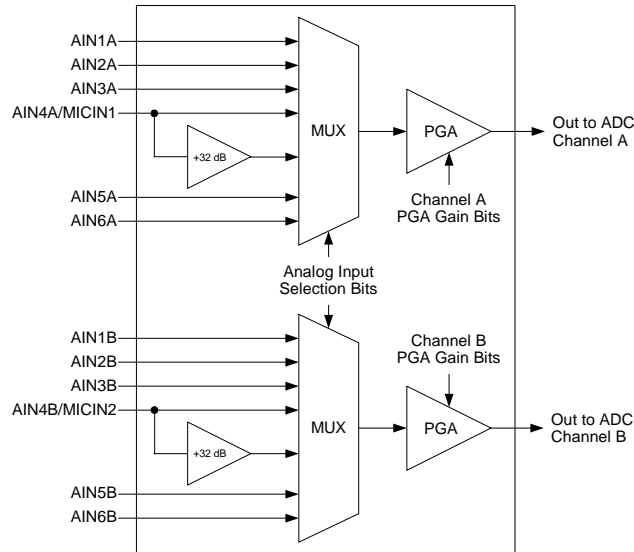 AIN1A
AIN2A
AIN3A
AIN4A/MICIN1
+32 dB
AIN5A
AIN6A
MUX
PGA
Out to ADC
Channel A
Channel A
PGA Gain Bits
Analog Input
Selection Bits
AIN1B
AIN2B
AIN3B
AIN4B/MICIN2
+32 dB
AIN5B
AIN6B
MUX
Channel B
PGA Gain Bits
PGA
Out to ADC
Channel B